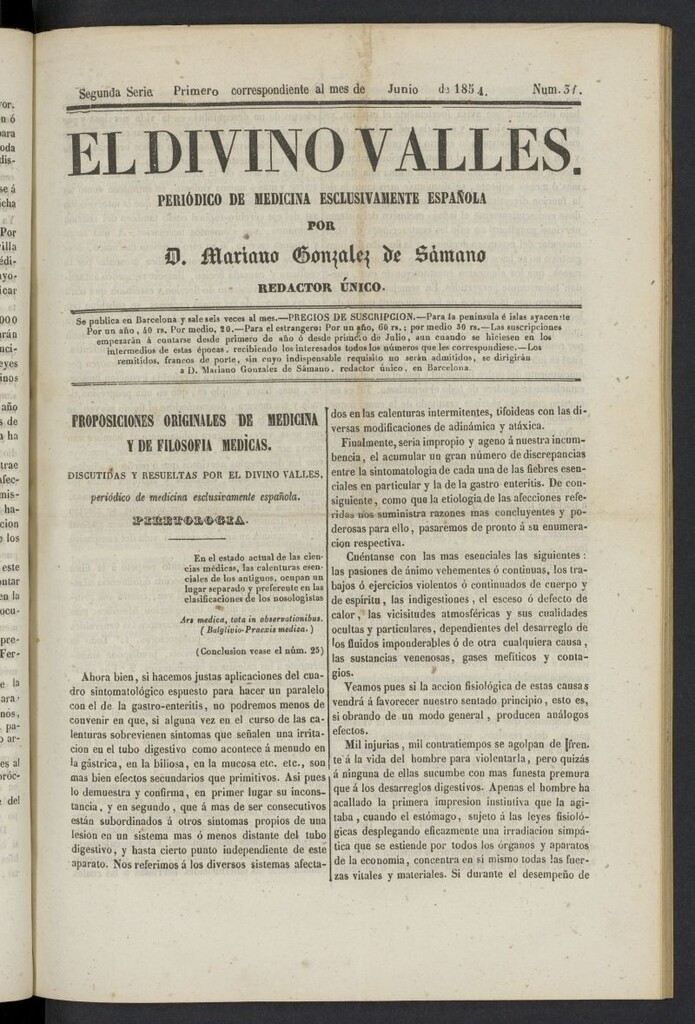 Segunda Serie Primero correspondiente al mes de Junio de 1854. Num. 31.
EL DIVINO VALLES.
PERIÓDICO DE MEDICINA ESCLUSIVAMENTE ESPAÑOLA
POR
D. Mariano Gonzalez de Sámano
REDACTOR ÚNICO.
Se publica en Barcelona y sale seis veces al mes.—PRECIOS DE SUSCRIPCION.—Para la península é islas ayacente
Por un año, 40 rs. Por medio, 20.—Para el estrangero: Por un año, 60 rs.; por medio 30 rs.—Las suscripciones
empezarán á contarse desde primero de año ó desde primero de Julio, aun cuando se hiciesen en los
intermedios de estas épocas, recibiendo los interesados todos los números que les correspondiese.—Los
remitidos, francos de porte, sin cuyo indispensable requisito no serán admitidos, se dirigirán
a D. Mariano Gonzalez de Sámano, redactor único, en Barcelona.
PROPOSICIONES ORIGINALES DE MEDICINA
Y DE FILOSOFIA MEDICAS.
DISCUTIDAS Y RESUELTAS POR EL DIVINO VALLES,
periódico de medicina esclusivamente española.
PIRETOLOGIA.
En el estado actual de las cien-
cias médicas, las calenturas esen-
ciales de los antiguos, ocupan un
lugar separado y preferente en las
clasificaciones de los nosologistas
Ars medica, tota in observationibus.
(Balglivio-Praexis medica.)
(Conclusion vease el núm. 25)
Ahora bien, si hacemos justas aplicaciones del cua-
dro sintomatológico espuesto para hacer un paralelo
con el de la gastro-enteritis, no podremos menos de
convenir en que, si alguna vez en el curso de las ca-
lenturas sobrevienen sintomas que señalen una irrita-
cion en el tubo digestivo como acontece á menudo en
la gástrica, en la biliosa, en la mucosa etc. etc., son
mas bien efectos secundarios que primitivos. Asi pues
lo demuestra y confirma, en primer lugar su incons-
tancia, y en segundo, que á mas de ser consecutivos
están subordinados á otros síntomas propios de una
lesion en un sistema mas ó menos distante del tubo
digestivo, y hasta cierto punto independiente de este
aparato. Nos referimos á los diversos sistemas afecta-
dos en las calenturas intermitentes, tifoideas con las di-
versas modificaciones de adinámica y atáxica.
Finalmente, seria impropio y ageno á nuestra incum-
bencia, el acumular un gran número de discrepancias
entre la sintomatologia de cada una de las fiebres esen-
ciales en particular y la de la gastro enteritis. De con-
siguiente, como que la etiologia de las afecciones refe-
ridas nos suministra razones mas concluyentes y po-
derosas para ello, pasaremos de pronto á su enumera-
cion respectiva.
Cuéntanse con las mas esenciales las siguientes:
las pasiones de ánimo vehementes ó continuas, los tra-
bajos ó ejercicios violentos ó continuados de cuerpo y
de espíritu, las indigestiones, el esceso ó defecto de
calor, las vicisitudes atmosféricas y sus cualidades
ocultas y particulares, dependientes del desarreglo de
los fluidos imponderables ó de otra cualquiera causa,
las sustancias venenosas, gases mefíticos y conta-
gios.
Veamos pues si la accion fisiológica de estas causas
vendrá á favorecer nuestro sentado principio, esto es,
si obrando de un modo general, producen análogos
efectos.
Mil injurias, mil contratiempos se agolpan de fren-
te á la vida del hombre para violentarla, pero quizás
á ninguna de ellas sucumbe con mas funesta premura
que á los desarreglos digestivos. Apenas el hombre ha
acallado la primera impresion instintiva que la agi-
taba, cuando el estómago, sujeto á las leyes fisioló-
gicas desplegando eficazmente una irradiacion simpá-
tica que se estiende por todos los órganos y aparatos
de la economía, concentra en si mismo todas las fuer-
zas vitales y materiales. Si durante el desempeño de